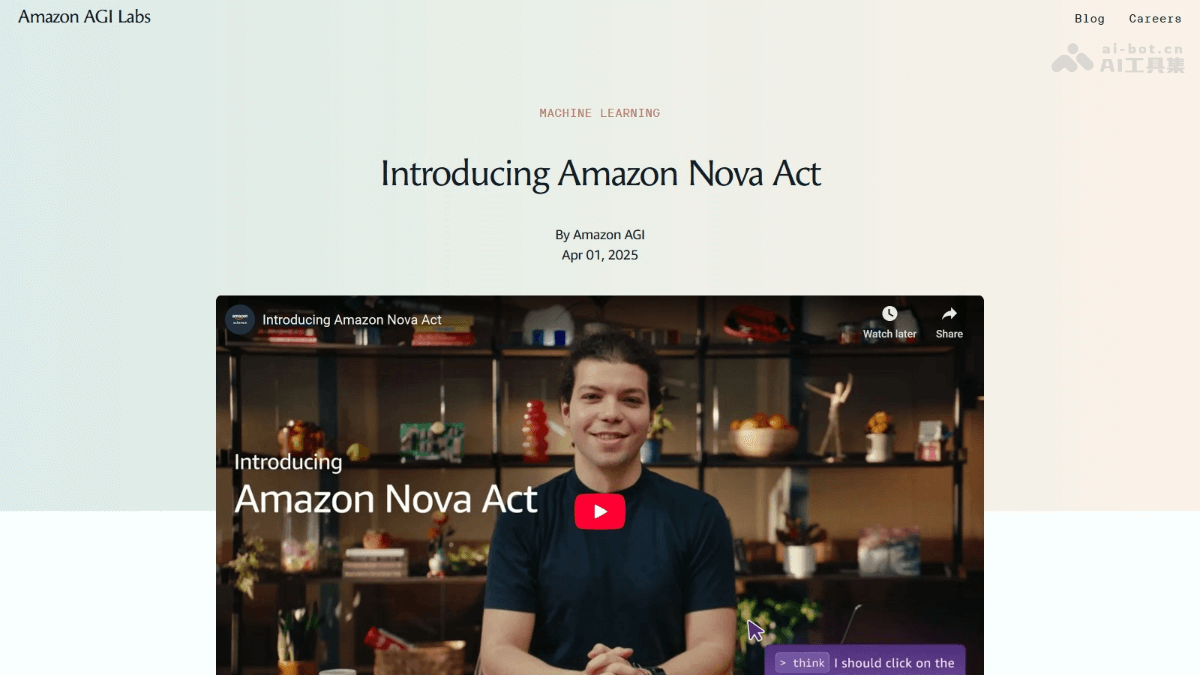 Amazon AGI Labs
Blog Careers
ai-bot.cn
AI工具集
MACHINE LEARNING
Introducing Amazon Nova Act
By Amazon AGI
Apr 01, 2025
Introducing Amazon Nova Act
Watch later Share
Introducing
Amazon Nova Act
> think I should click on the